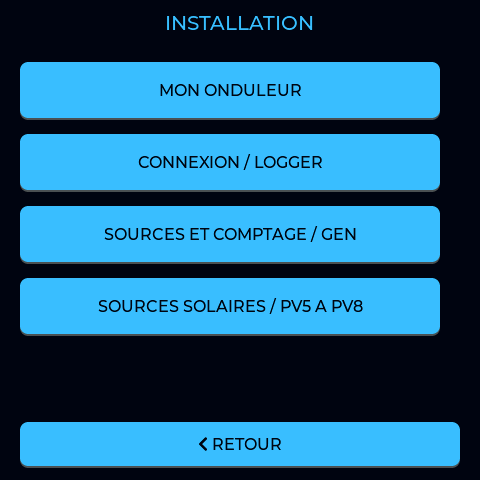 INSTALLATION
MON ONDULEUR
CONNEXION / LOGGER
SOURCES ET COMPTAGE / GEN
SOURCES SOLAIRES / PV5 A PV8
RETOUR